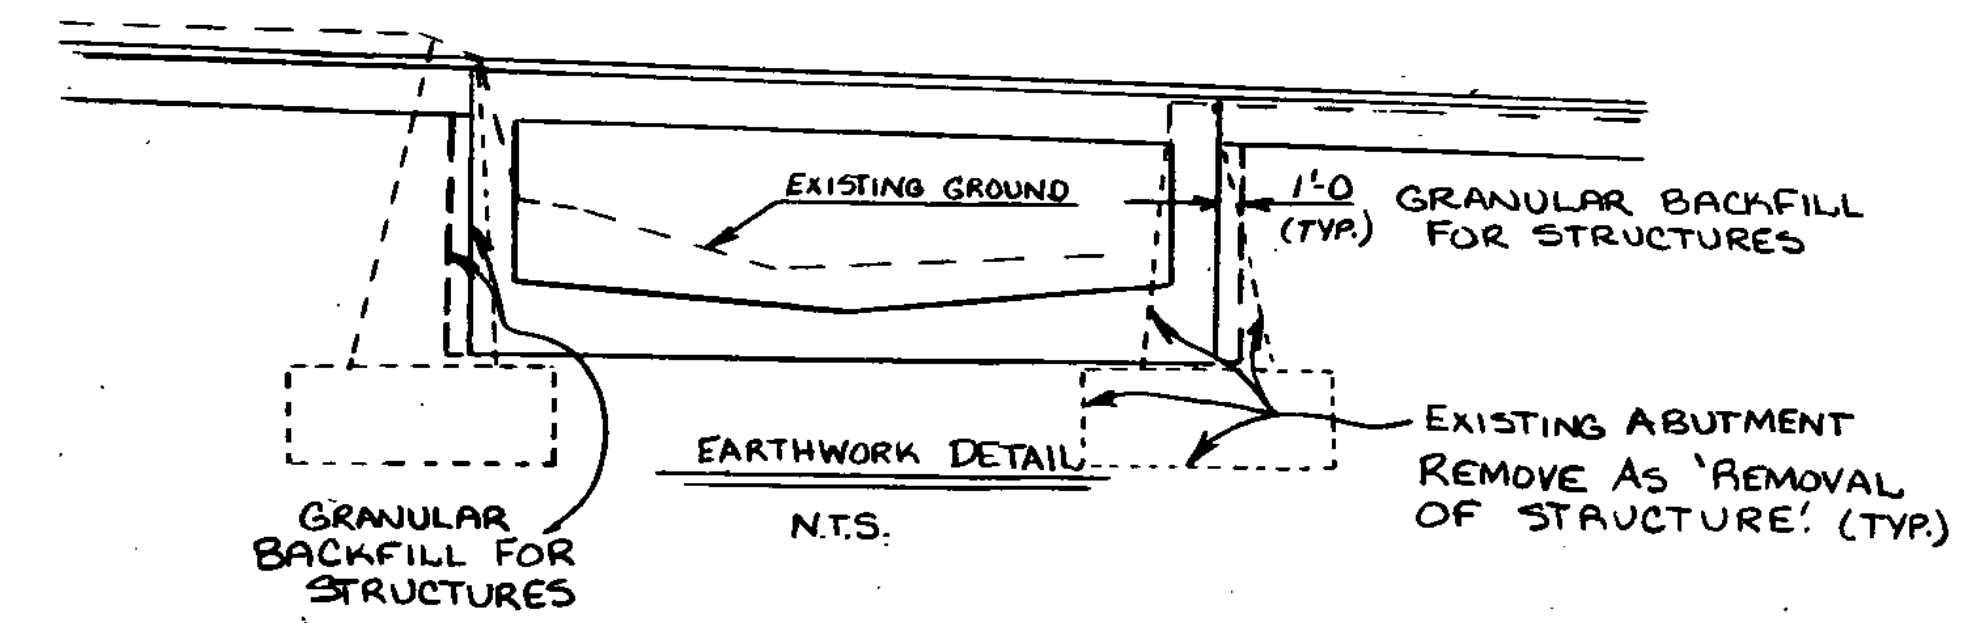 EXISTING GROUND
1'-0
(TYP.)
GRANULAR BACKFILL
FOR STRUCTURES
EXISTING ABUTMENT
REMOVE AS 'REMOVAL
OF STRUCTURE.' (TYP.)
EARTHWORK DETAIL
N.T.S.
GRANULAR
BACKFILL FOR
STRUCTURES